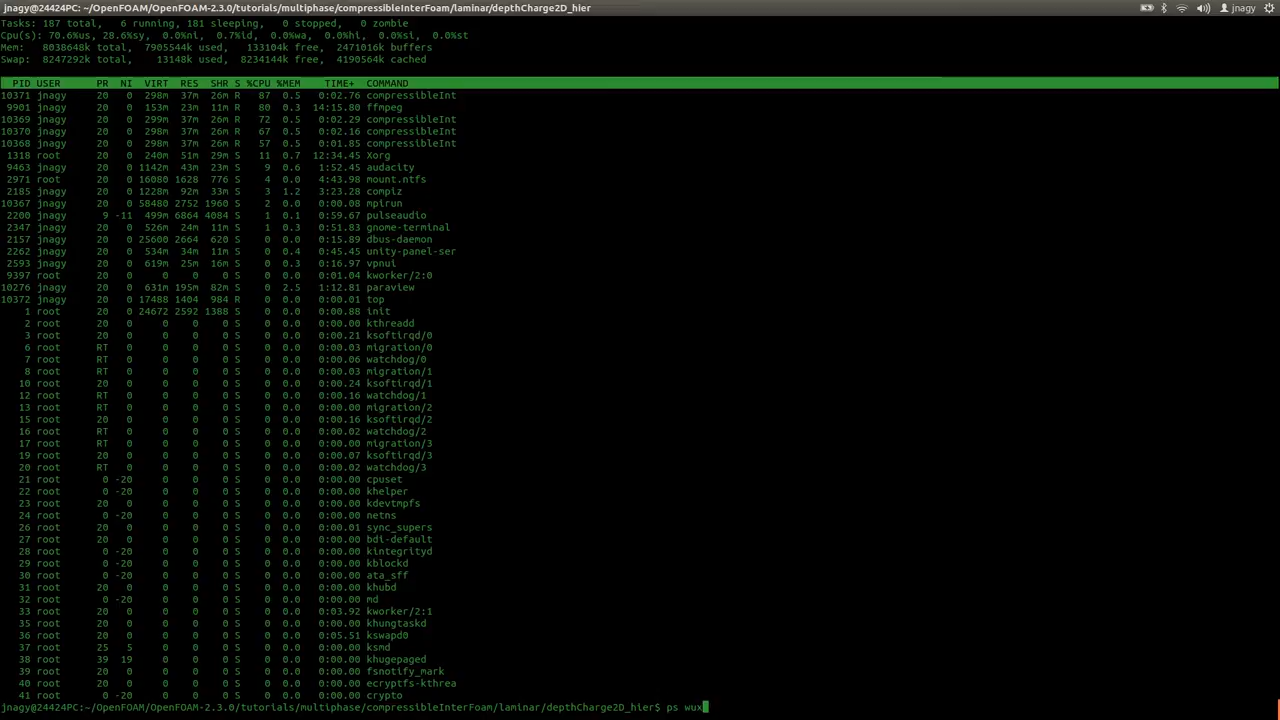 jnagy@24424PC: ~/OpenFOAM/OpenFOAM-2.3.0/tutorials/multiphase/compressibleInterFoam/laminar/depthCharge2D_hier jnagy
Tasks: 187 total, 6 running, 181 sleeping, 0 stopped, 0 zombie
Cpu(s): 70.6%us, 28.6%sy, 0.0%ni, 0.7%id, 0.0%wa, 0.0%hi, 0.0%si, 0.0%st
Mem: 8038648k total, 7905544k used, 133104k free, 2471016k buffers
Swap: 8247292k total, 13148k used, 8234144k free, 4190564k cached
PID USER PR NI VIRT RES SHR S %CPU %MEM TIME+ COMMAND
10371 jnagy 20 0 298m 37m 26m R 87 0.5 0:02.76 compressibleInt
9901 jnagy 20 0 153m 23m 11m R 80 0.3 14:15.80 ffmpeg
10369 jnagy 20 0 299m 37m 26m R 72 0.5 0:02.29 compressibleInt
10370 jnagy 20 0 298m 37m 26m R 67 0.5 0:02.16 compressibleInt
10368 jnagy 20 0 298m 37m 26m R 57 0.5 0:01.85 compressibleInt
1318 root 20 0 240m 51m 29m S 11 0.7 12:34.45 Xorg
9463 jnagy 20 0 1142m 43m 23m S 9 0.6 1:52.45 audacity
2971 root 20 0 16080 1628 776 S 4 0.0 4:43.98 mount.ntfs
2185 jnagy 20 0 1228m 92m 33m S 3 1.2 3:23.28 compiz
10367 jnagy 20 0 58480 2752 1960 S 2 0.0 0:00.08 mpirun
2200 jnagy 9 -11 499m 6864 4084 S 1 0.1 0:59.67 pulseaudio
2347 jnagy 20 0 526m 24m 11m S 1 0.3 0:51.83 gnome-terminal
2157 jnagy 20 0 25600 2664 620 S 0 0.0 0:15.89 dbus-daemon
2262 jnagy 20 0 534m 34m 11m S 0 0.4 0:45.45 unity-panel-ser
2593 jnagy 20 0 619m 25m 16m S 0 0.3 0:16.97 vpnui
9397 root 20 0 0 0 0 S 0 0.0 0:01.04 kworker/2:0
10276 jnagy 20 0 631m 195m 82m S 0 2.5 1:12.81 paraview
10372 jnagy 20 0 17488 1404 984 R 0 0.0 0:00.01 top
1 root 20 0 24672 2592 1388 S 0 0.0 0:00.88 init
2 root 20 0 0 0 0 S 0 0.0 0:00.00 kthreadd
3 root 20 0 0 0 0 S 0 0.0 0:00.21 ksoftirqd/0
6 root RT 0 0 0 0 S 0 0.0 0:00.03 migration/0
7 root RT 0 0 0 0 S 0 0.0 0:00.06 watchdog/0
8 root RT 0 0 0 0 S 0 0.0 0:00.03 migration/1
10 root 20 0 0 0 0 S 0 0.0 0:00.24 ksoftirqd/1
12 root RT 0 0 0 0 S 0 0.0 0:00.16 watchdog/1
13 root RT 0 0 0 0 S 0 0.0 0:00.00 migration/2
15 root 20 0 0 0 0 S 0 0.0 0:00.16 ksoftirqd/2
16 root RT 0 0 0 0 S 0 0.0 0:00.02 watchdog/2
17 root RT 0 0 0 0 S 0 0.0 0:00.00 migration/3
19 root 20 0 0 0 0 S 0 0.0 0:00.07 ksoftirqd/3
20 root RT 0 0 0 0 S 0 0.0 0:00.02 watchdog/3
21 root 0 -20 0 0 0 S 0 0.0 0:00.00 cpuset
22 root 0 -20 0 0 0 S 0 0.0 0:00.00 khelper
23 root 20 0 0 0 0 S 0 0.0 0:00.00 kdevtmpfs
24 root 0 -20 0 0 0 S 0 0.0 0:00.00 netns
26 root 20 0 0 0 0 S 0 0.0 0:00.01 sync_supers
27 root 20 0 0 0 0 S 0 0.0 0:00.00 bdi-default
28 root 0 -20 0 0 0 S 0 0.0 0:00.00 kintegrityd
29 root 0 -20 0 0 0 S 0 0.0 0:00.00 kblockd
30 root 0 -20 0 0 0 S 0 0.0 0:00.00 ata_sff
31 root 20 0 0 0 0 S 0 0.0 0:00.00 khubd
32 root 0 -20 0 0 0 S 0 0.0 0:00.00 md
33 root 20 0 0 0 0 S 0 0.0 0:03.92 kworker/2:1
35 root 20 0 0 0 0 S 0 0.0 0:00.00 khungtaskd
36 root 20 0 0 0 0 S 0 0.0 0:05.51 kswapd0
37 root 25 5 0 0 0 S 0 0.0 0:00.00 ksmd
38 root 39 19 0 0 0 S 0 0.0 0:00.00 khugepaged
39 root 20 0 0 0 0 S 0 0.0 0:00.00 fsnotify_mark
40 root 20 0 0 0 0 S 0 0.0 0:00.00 ecryptfs-kthrea
41 root 0 -20 0 0 0 S 0 0.0 0:00.00 crypto
jnagy@24424PC:~/OpenFOAM/OpenFOAM-2.3.0/tutorials/multiphase/compressibleInterFoam/laminar/depthCharge2D_hier$ ps wux